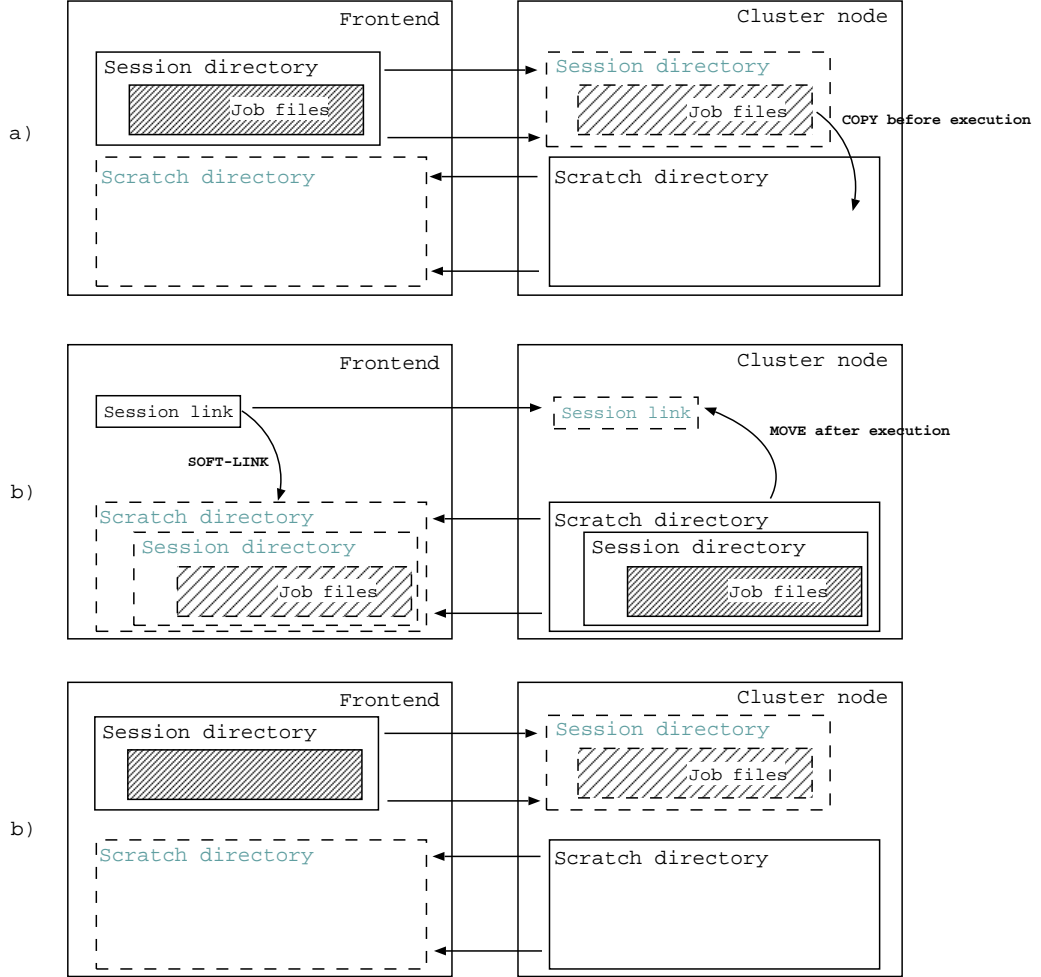 Frontend
Cluster node
Session directory
Job files
Session directory
Job files
COPY before execution
a)
Scratch directory
Scratch directory
Frontend
Cluster node
Session link
Session link
MOVE after execution
SOFT-LINK
b)
Scratch directory
Session directory
Job files
Scratch directory
Session directory
Job files
Frontend
Cluster node
Session directory
Session directory
Job files
b)
Scratch directory
Scratch directory